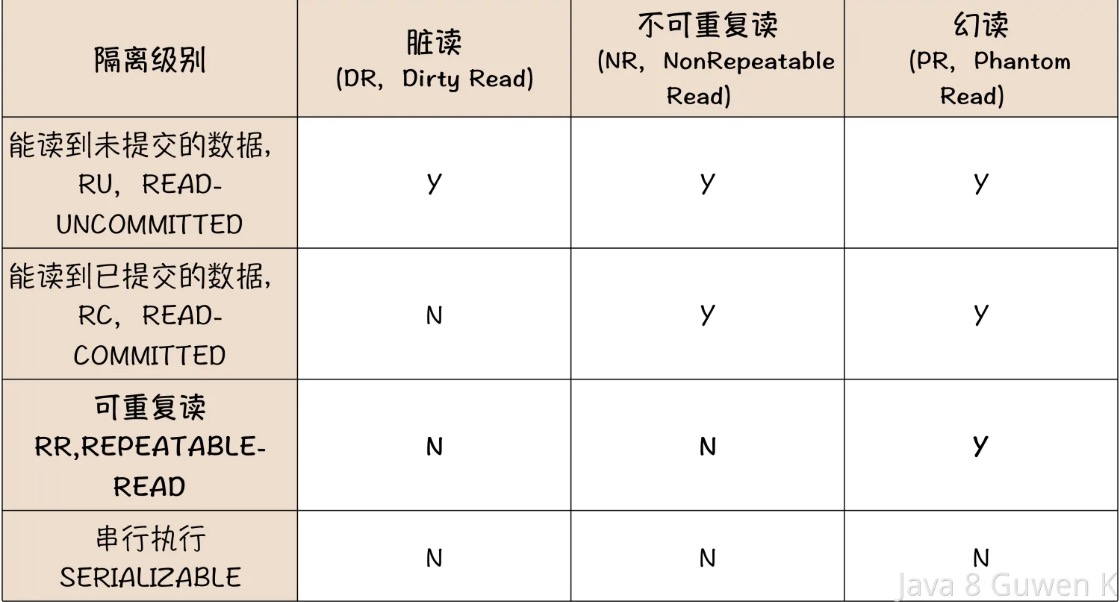 隔离级别
脏读
(DR，Dirty Read)
不可重复读
(NR，NonRepeatable
Read)
幻读
(PR，Phantom
Read)
能读到未提交的数据,
RU，READ-
UNCOMMITTED
Y
Y
Y
能读到已提交的数据,
RC，READ-
COMMITTED
N
Y
Y
可重复读
RR,REPEATABLE-
READ
N
N
Y
串行执行
SERIALIZABLE
N
N
N
Java 8 Guwen K